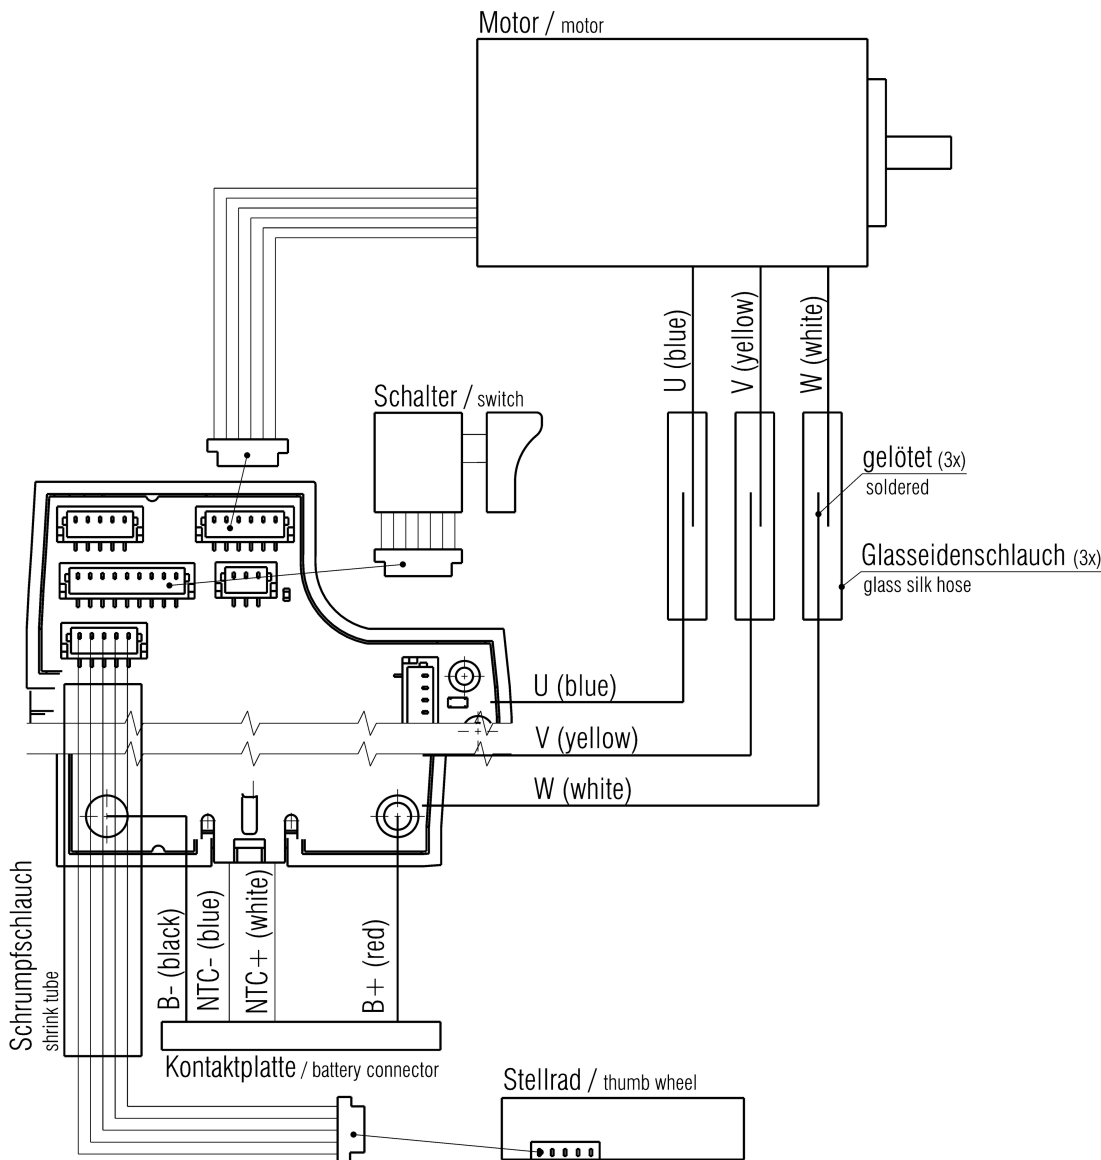 Motor / motor
U (blue)
V (yellow)
W (white)
Schalter / switch
gelötet (3x)
soldered
Glasseidenschlauch (3x)
glass silk hose
U (blue)
V (yellow)
W (white)
Schrumpfschlauch
shrink tube
B- (black)
NTC- (blue)
NTC+ (white)
B+ (red)
Kontaktplatte / battery connector
Stellrad / thumb wheel